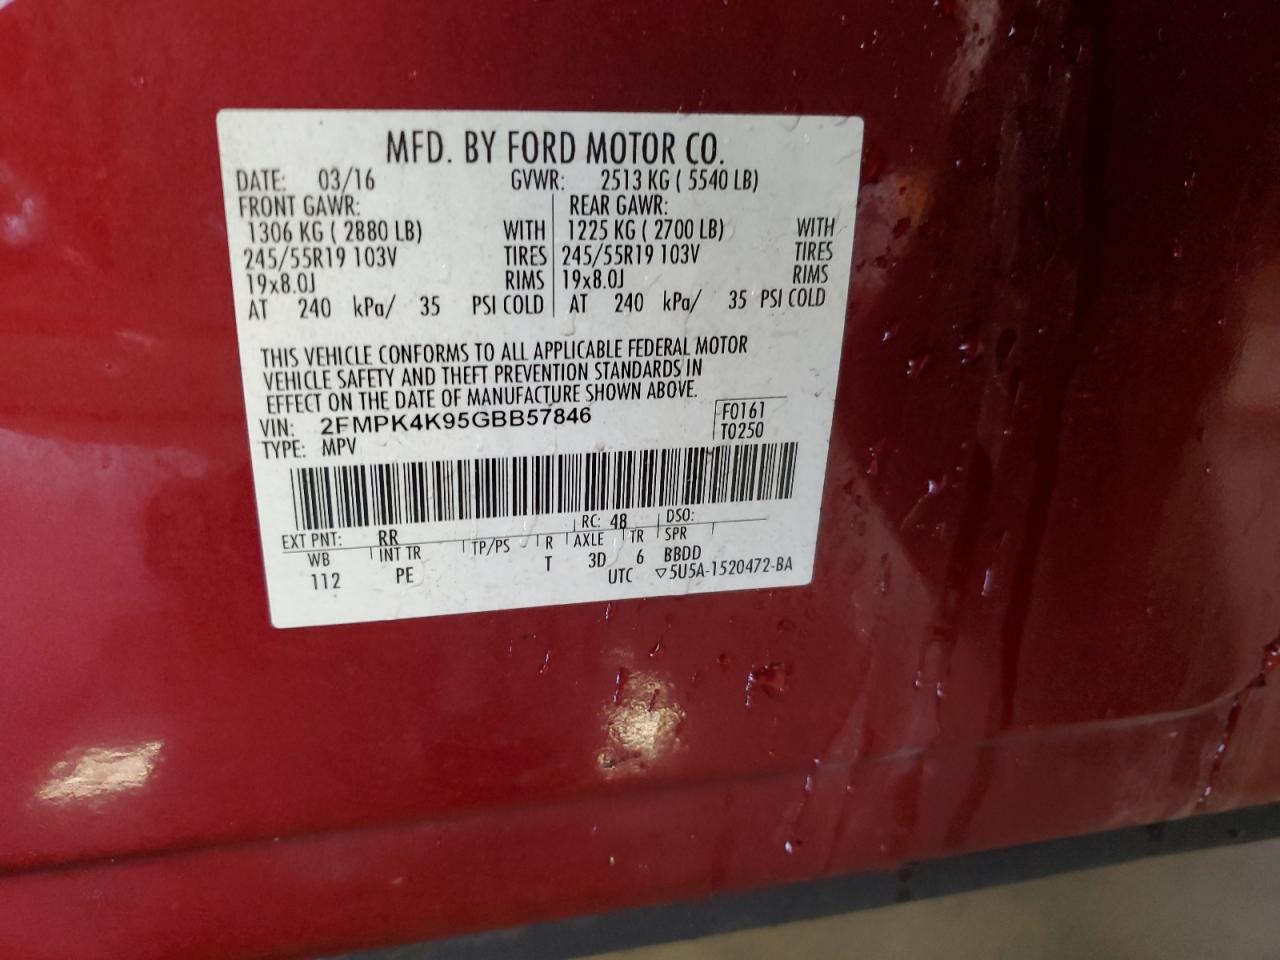 MFD. BY FORD MOTOR CO.
DATE: 03/16 GVWR: 2513 KG ( 5540 LB)
FRONT GAWR: REAR GAWR:
1306 KG ( 2880 LB) WITH 1225 KG ( 2700 LB) WITH
245/55R19 103V TIRES 245/55R19 103V TIRES
19x8.0J RIMS 19x8.0J RIMS
AT 240 kPa/ 35 PSI COLD AT 240 kPa/ 35 PSI COLD
THIS VEHICLE CONFORMS TO ALL APPLICABLE FEDERAL MOTOR
VEHICLE SAFETY AND THEFT PREVENTION STANDARDS IN
EFFECT ON THE DATE OF MANUFACTURE SHOWN ABOVE.
VIN: 2FMPK4K95GBB57846 F0161
TYPE: MPV T0250
EXT PNT: RR RC: 48 DSO:
WB INT TR TP/PS R AXLE TR SPR
112 PE T 3D 6 BBDD
UTC ▽5U5A-1520472-BA